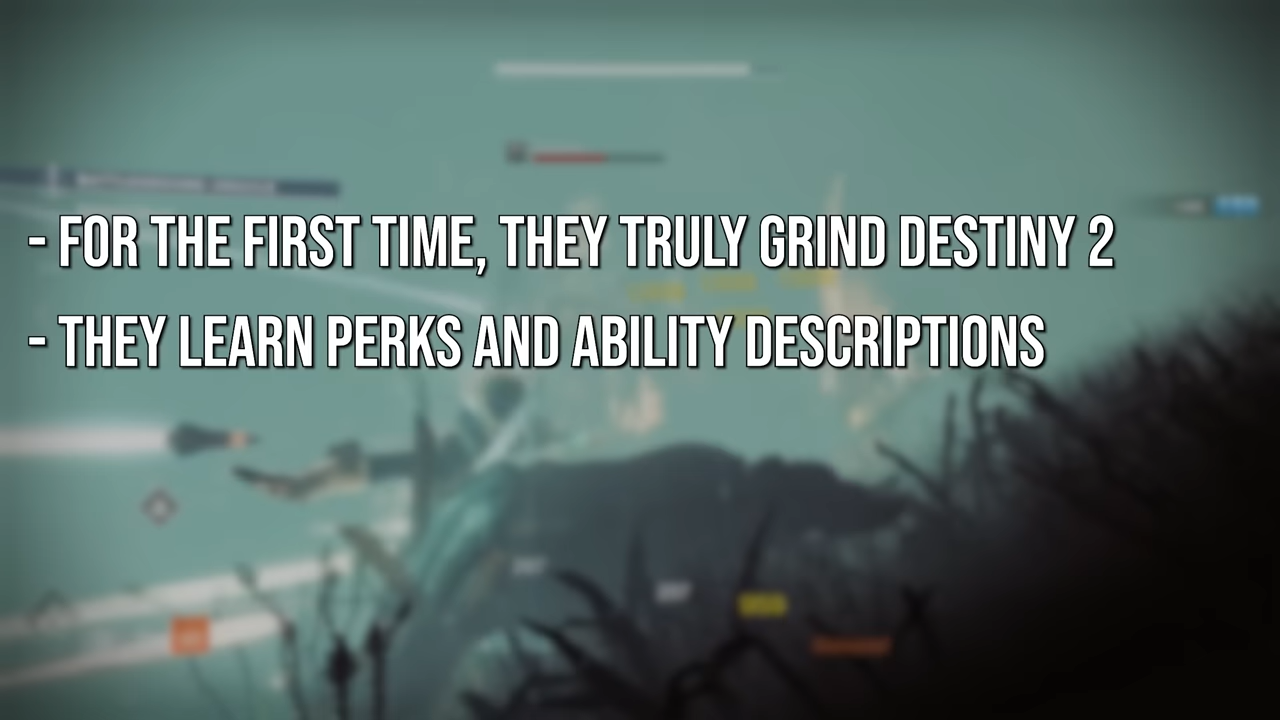 - FOR THE FIRST TIME, THEY TRULY GRIND DESTINY 2
- THEY LEARN PERKS AND ABILITY DESCRIPTIONS